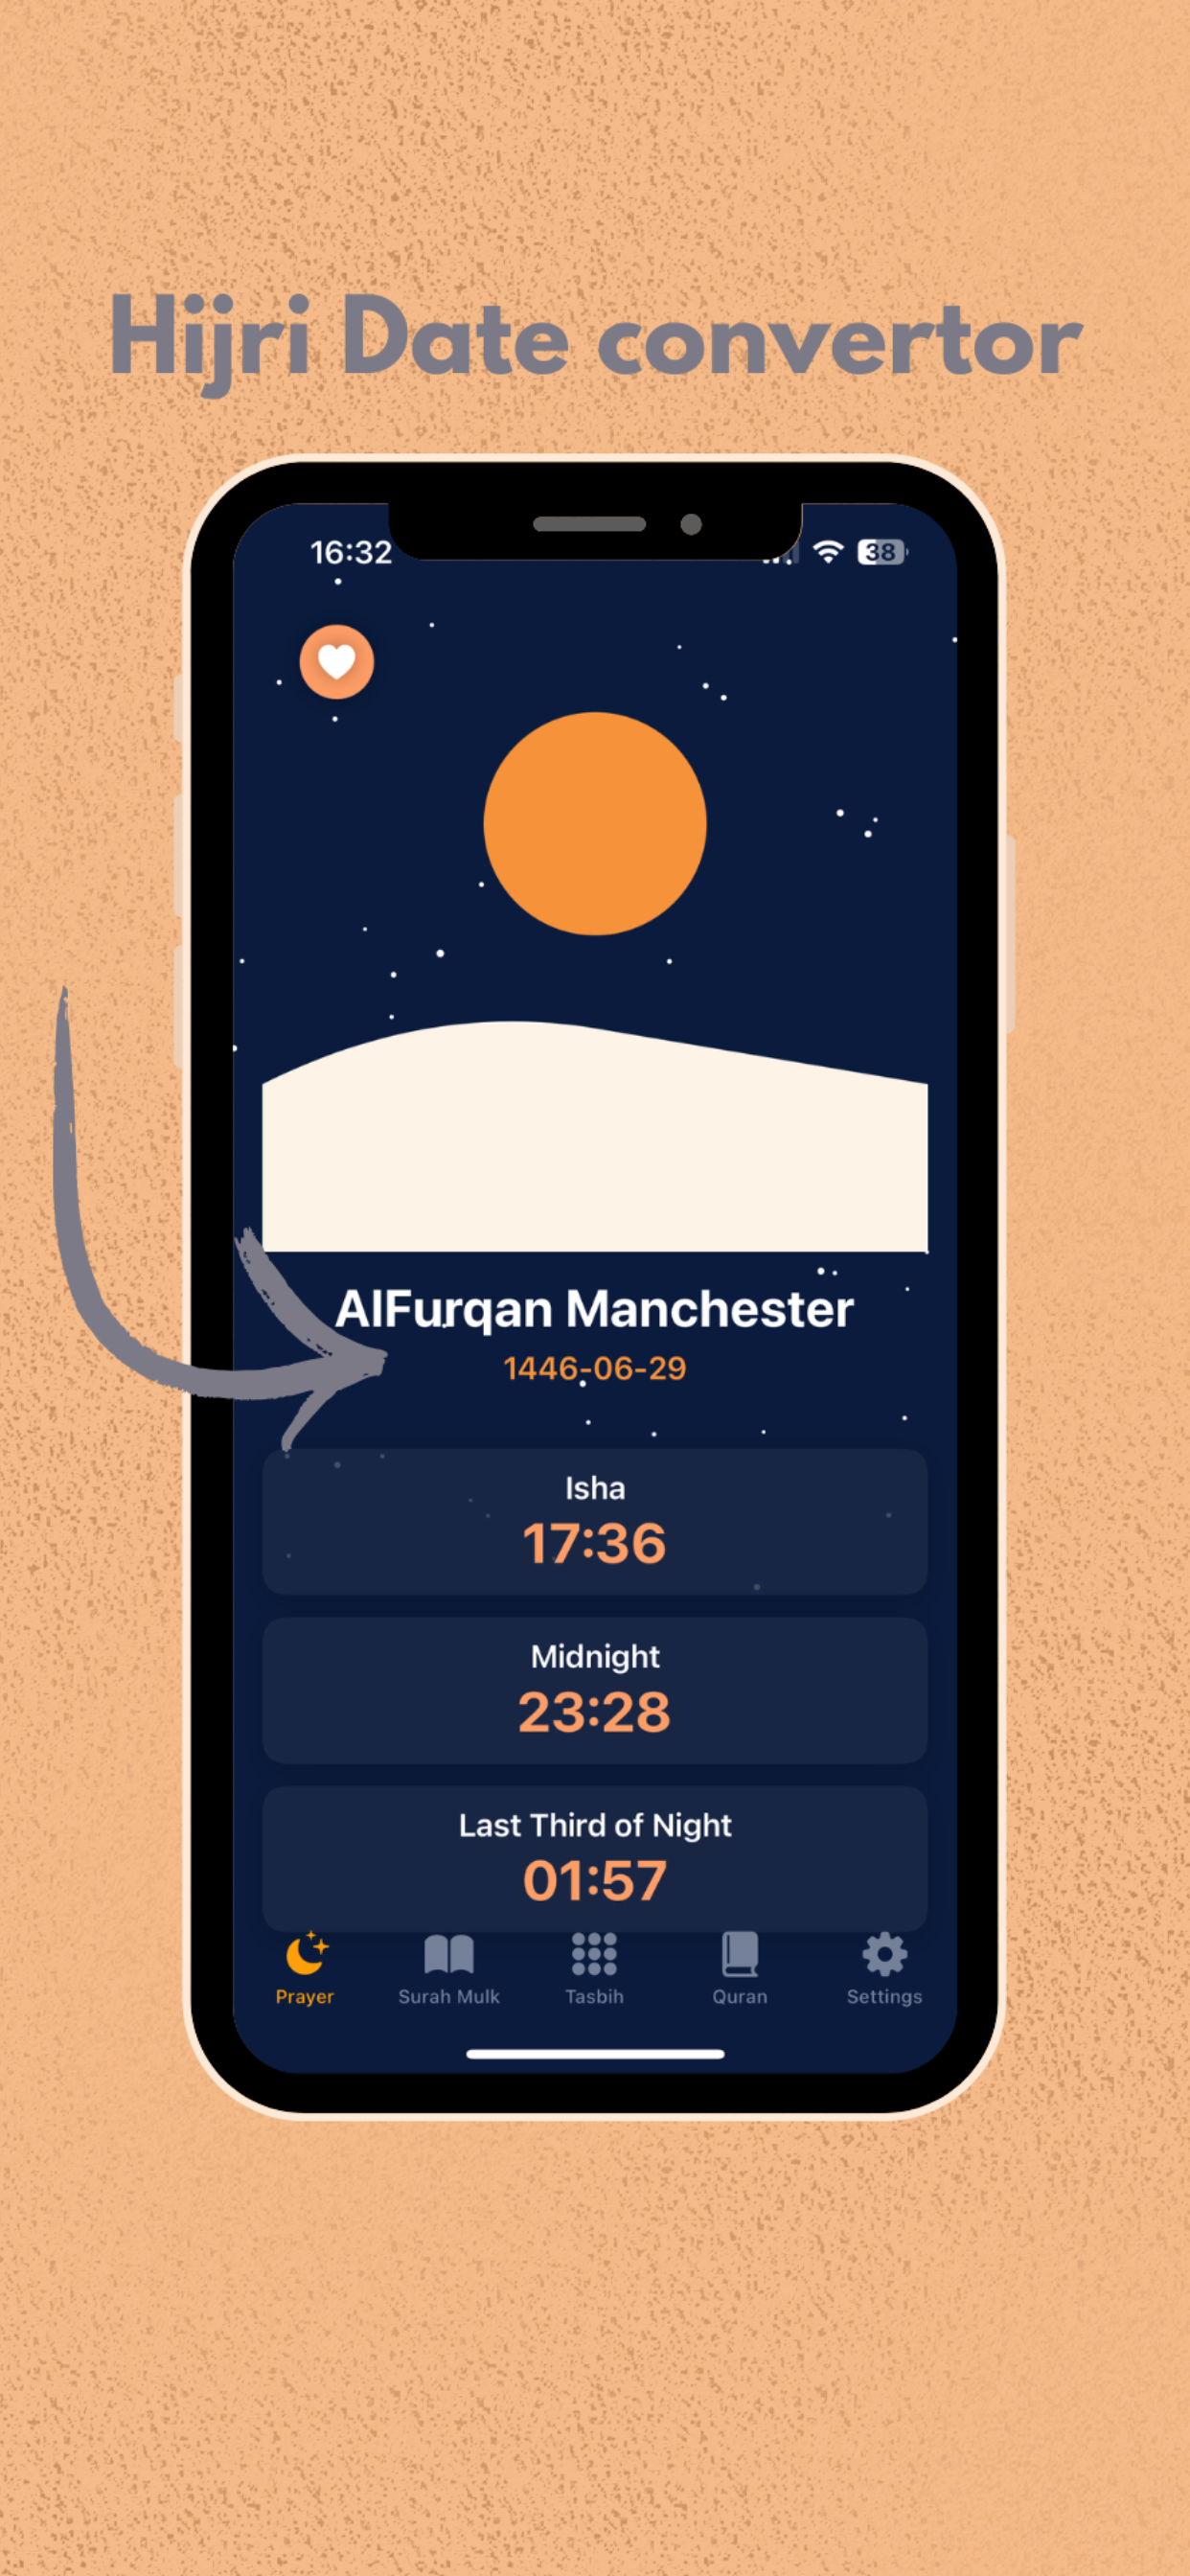 Hijri Date convertor
16:32
38
AlFurqan Manchester
1446-06-29
Isha
17:36
Midnight
23:28
Last Third of Night
01:57
Prayer
Surah Mulk
Tasbih
Quran
Settings